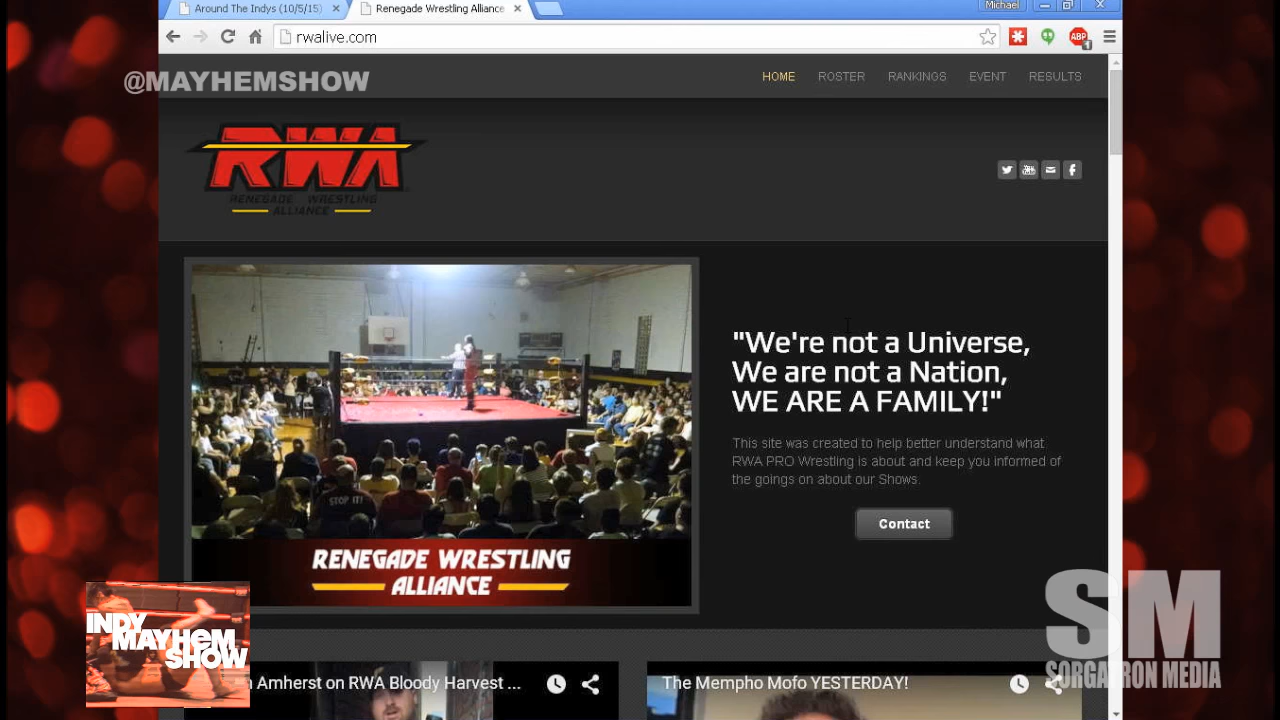 Around The Indys (10/5/15)
Renegade Wrestling Alliance
Michael
rwalive.com
ABP
1
@MAYHEMSHOW
HOME
ROSTER
RANKINGS
EVENT
RESULTS
RWA
RENEGADE WRESTLING
ALLIANCE
"We're not a Universe,
We are not a Nation,
WE ARE A FAMILY!"
This site was created to help better understand what
RWA PRO Wrestling is about and keep you informed of
the goings on about our Shows.
Contact
STOP IT!
RENEGADE WRESTLING
ALLIANCE
INDY
MAYHEM
SHOW
Amherst on RWA Bloody Harvest ...
The Mempho Mofo YESTERDAY!
SM
SORGATRON MEDIA